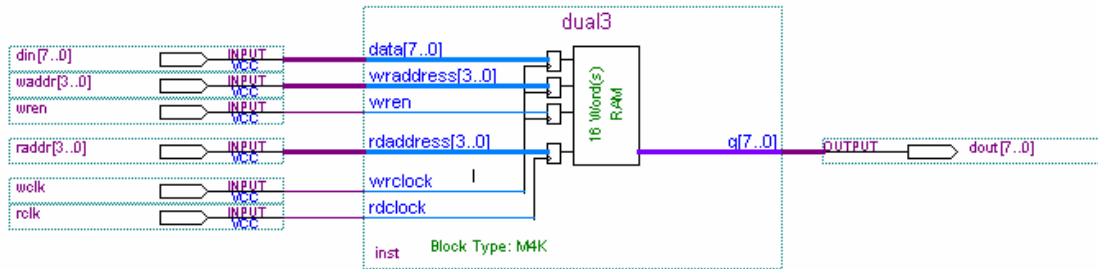 dual3
din[7..0] INPUT VCC data[7..0]
waddr[3..0] INPUT VCC wraddress[3..0]
wren INPUT VCC wren
16 Word(s) RAM
raddr[3..0] INPUT VCC rdaddress[3..0] q[7..0] OUTPUT dout[7..0]
wclk INPUT VCC wrclock
rclk INPUT VCC rdclock
inst Block Type: M4K